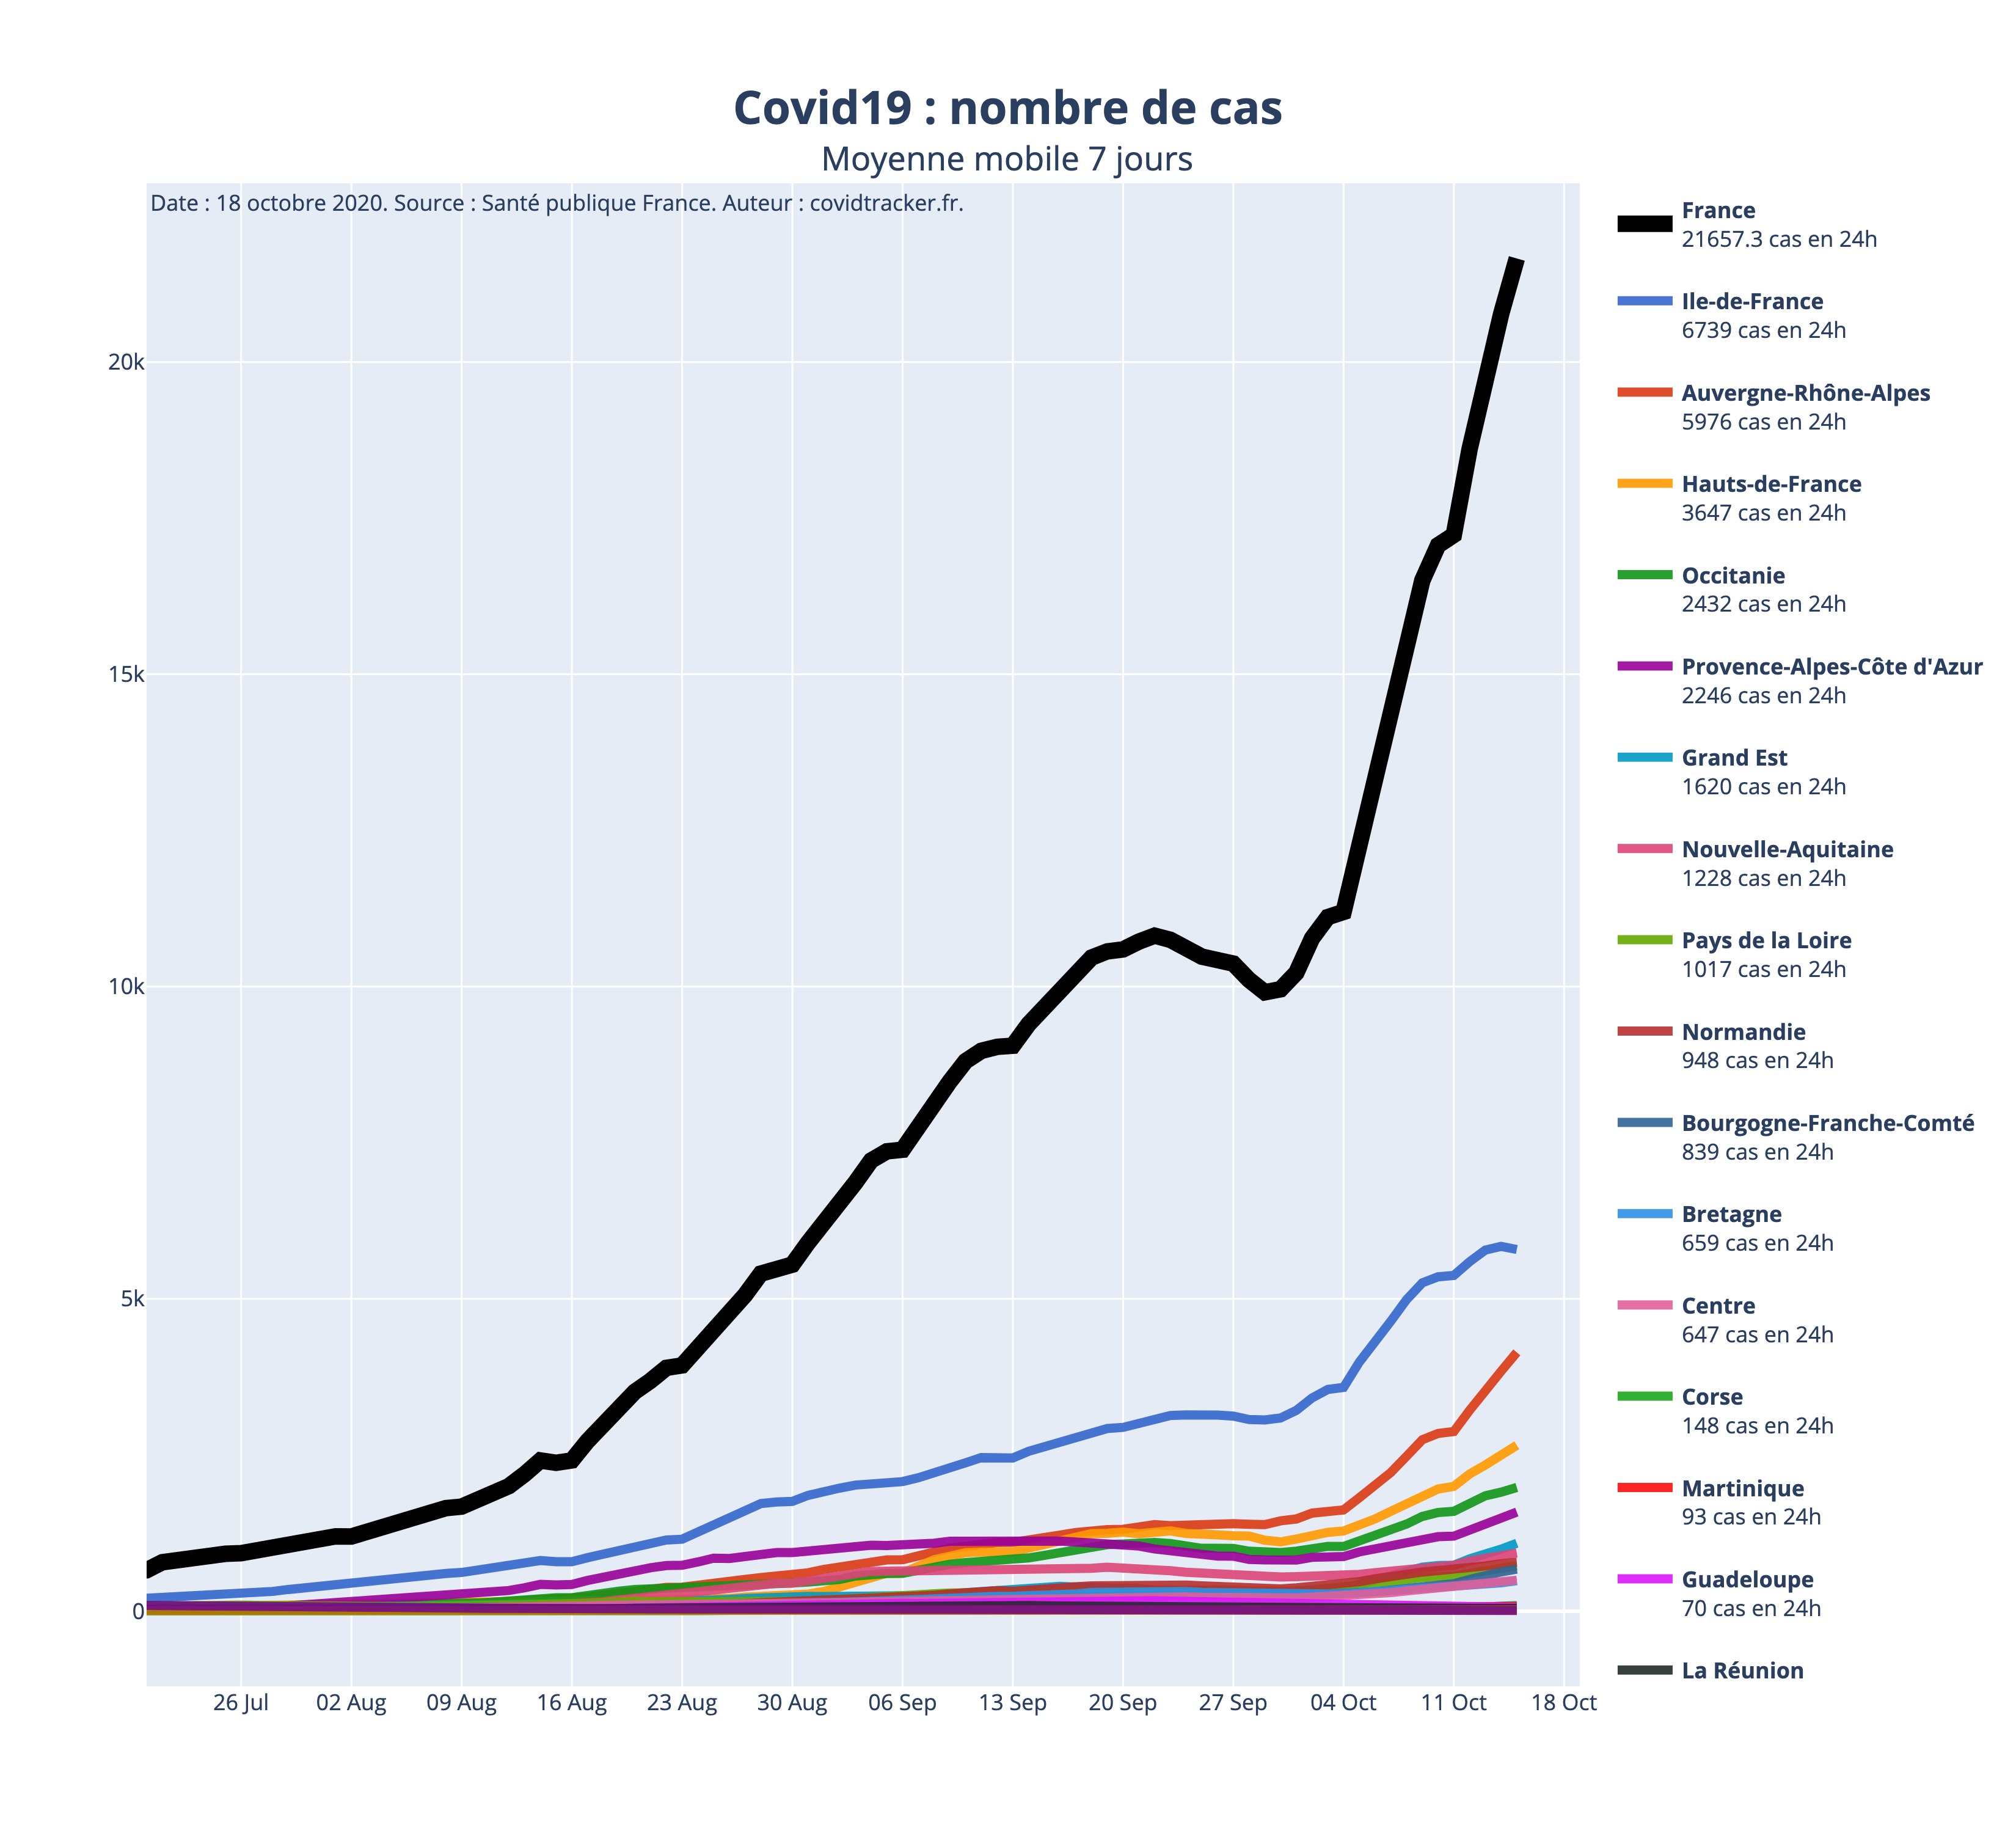 Covid19 : nombre de cas
Moyenne mobile 7 jours
Date : 18 octobre 2020. Source : Santé publique France. Auteur : covidtracker.fr.
20k
15k
10k
5k
0
26 Jul
02 Aug
09 Aug
16 Aug
23 Aug
30 Aug
06 Sep
13 Sep
20 Sep
27 Sep
04 Oct
11 Oct
18 Oct
France
21657.3 cas en 24h
Ile-de-France
6739 cas en 24h
Auvergne-Rhône-Alpes
5976 cas en 24h
Hauts-de-France
3647 cas en 24h
Occitanie
2432 cas en 24h
Provence-Alpes-Côte d'Azur
2246 cas en 24h
Grand Est
1620 cas en 24h
Nouvelle-Aquitaine
1228 cas en 24h
Pays de la Loire
1017 cas en 24h
Normandie
948 cas en 24h
Bourgogne-Franche-Comté
839 cas en 24h
Bretagne
659 cas en 24h
Centre
647 cas en 24h
Corse
148 cas en 24h
Martinique
93 cas en 24h
Guadeloupe
70 cas en 24h
La Réunion